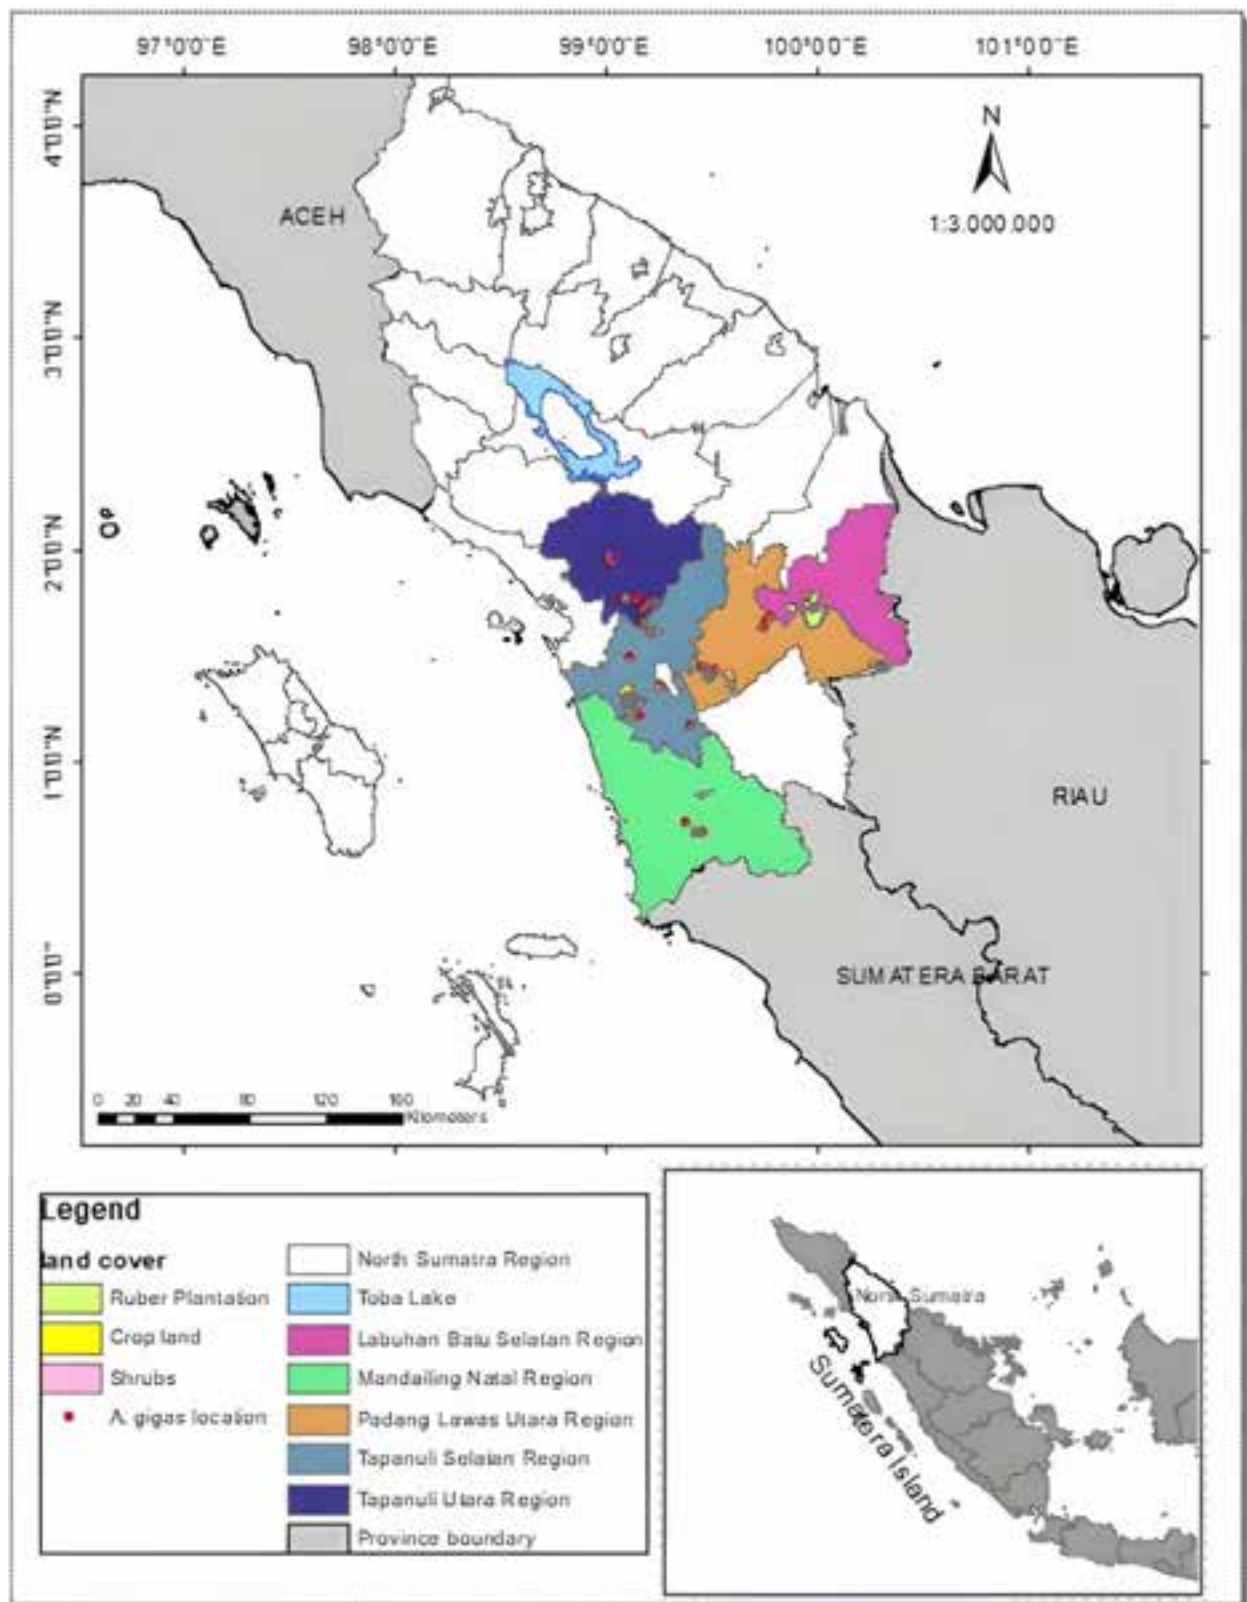 97°0'0"E 98°0'0"E 99°0'0"E 100°0'0"E 101°0'0"E
4°0'0"N
3°0'0"N
2°0'0"N
1°0'0"N
0°0'0"
N
1:3.000.000
ACEH
RIAU
SUMATERA BARAT
0 20 40 80 120 160
Kilometers
Legend
land cover
Ruber Plantation
Crop land
Shrubs
A. gigas location
North Sumatra Region
Toba Lake
Labuhan Batu Selatan Region
Mandailing Natal Region
Padang Lawas Utara Region
Tapanuli Selatan Region
Tapanuli Utara Region
Province boundary
North Sumatra
Sumatera Island